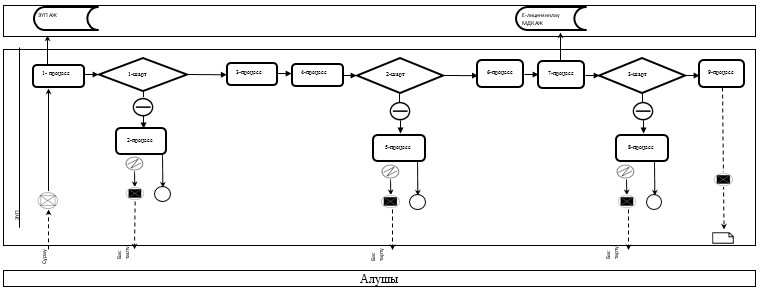 ЭҮП АЖ
Е-лицензиялау
МДҚ АЖ
1- процесс
1-шарт
3-процесс
4-процесс
2-шарт
6-процесс
7-процесс
3-шарт
9-процесс
2-процесс
5-процесс
8-процесс
ЭҮП
Сұрау
Бас
тарту
Бас
тарту
Бас
тарту
Алушы